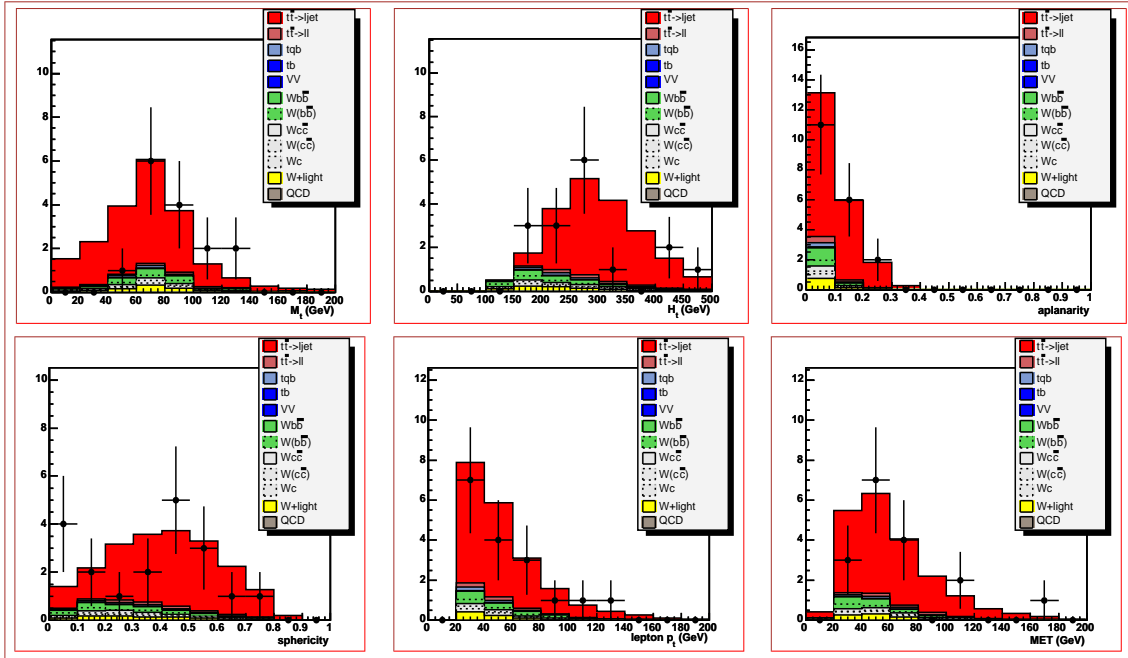 tt̄->ljet
tt̄->ll
tqb
tb
VV
Wbb̄
W(bb̄)
Wcc̄
W(cc̄)
Wc
W+light
QCD
10
8
6
4
2
0
0 20 40 60 80 100 120 140 160 180 200
M_t (GeV)
tt̄->ljet
tt̄->ll
tqb
tb
VV
Wbb̄
W(bb̄)
Wcc̄
W(cc̄)
Wc
W+light
QCD
10
8
6
4
2
0
0 50 100 150 200 250 300 350 400 450 500
H_t (GeV)
tt̄->ljet
tt̄->ll
tqb
tb
VV
Wbb̄
W(bb̄)
Wcc̄
W(cc̄)
Wc
W+light
QCD
16
14
12
10
8
6
4
2
0
0 0.1 0.2 0.3 0.4 0.5 0.6 0.7 0.8 0.9 1
aplanarity
tt̄->ljet
tt̄->ll
tqb
tb
VV
Wbb̄
W(bb̄)
Wcc̄
W(cc̄)
Wc
W+light
QCD
10
8
6
4
2
0
0 0.1 0.2 0.3 0.4 0.5 0.6 0.7 0.8 0.9 1
sphericity
tt̄->ljet
tt̄->ll
tqb
tb
VV
Wbb̄
W(bb̄)
Wcc̄
W(cc̄)
Wc
W+light
QCD
12
10
8
6
4
2
0
0 20 40 60 80 100 120 140 160 180 200
lepton p_t (GeV)
tt̄->ljet
tt̄->ll
tqb
tb
VV
Wbb̄
W(bb̄)
Wcc̄
W(cc̄)
Wc
W+light
QCD
12
10
8
6
4
2
0
0 20 40 60 80 100 120 140 160 180 200
MET (GeV)